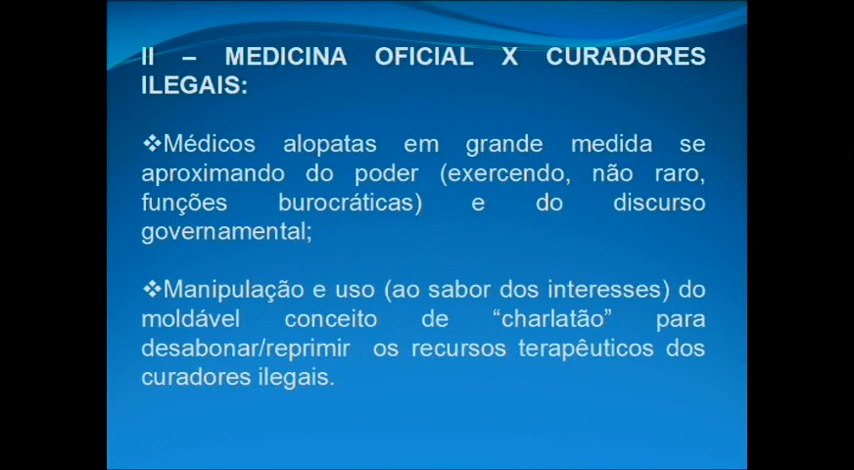 II – MEDICINA OFICIAL X CURADORES
ILEGAIS:
❖Médicos alopatas em grande medida se
aproximando do poder (exercendo, não raro,
funções burocráticas) e do discurso
governamental;
❖Manipulação e uso (ao sabor dos interesses) do
moldável conceito de “charlatão” para
desabonar/reprimir os recursos terapêuticos dos
curadores ilegais.